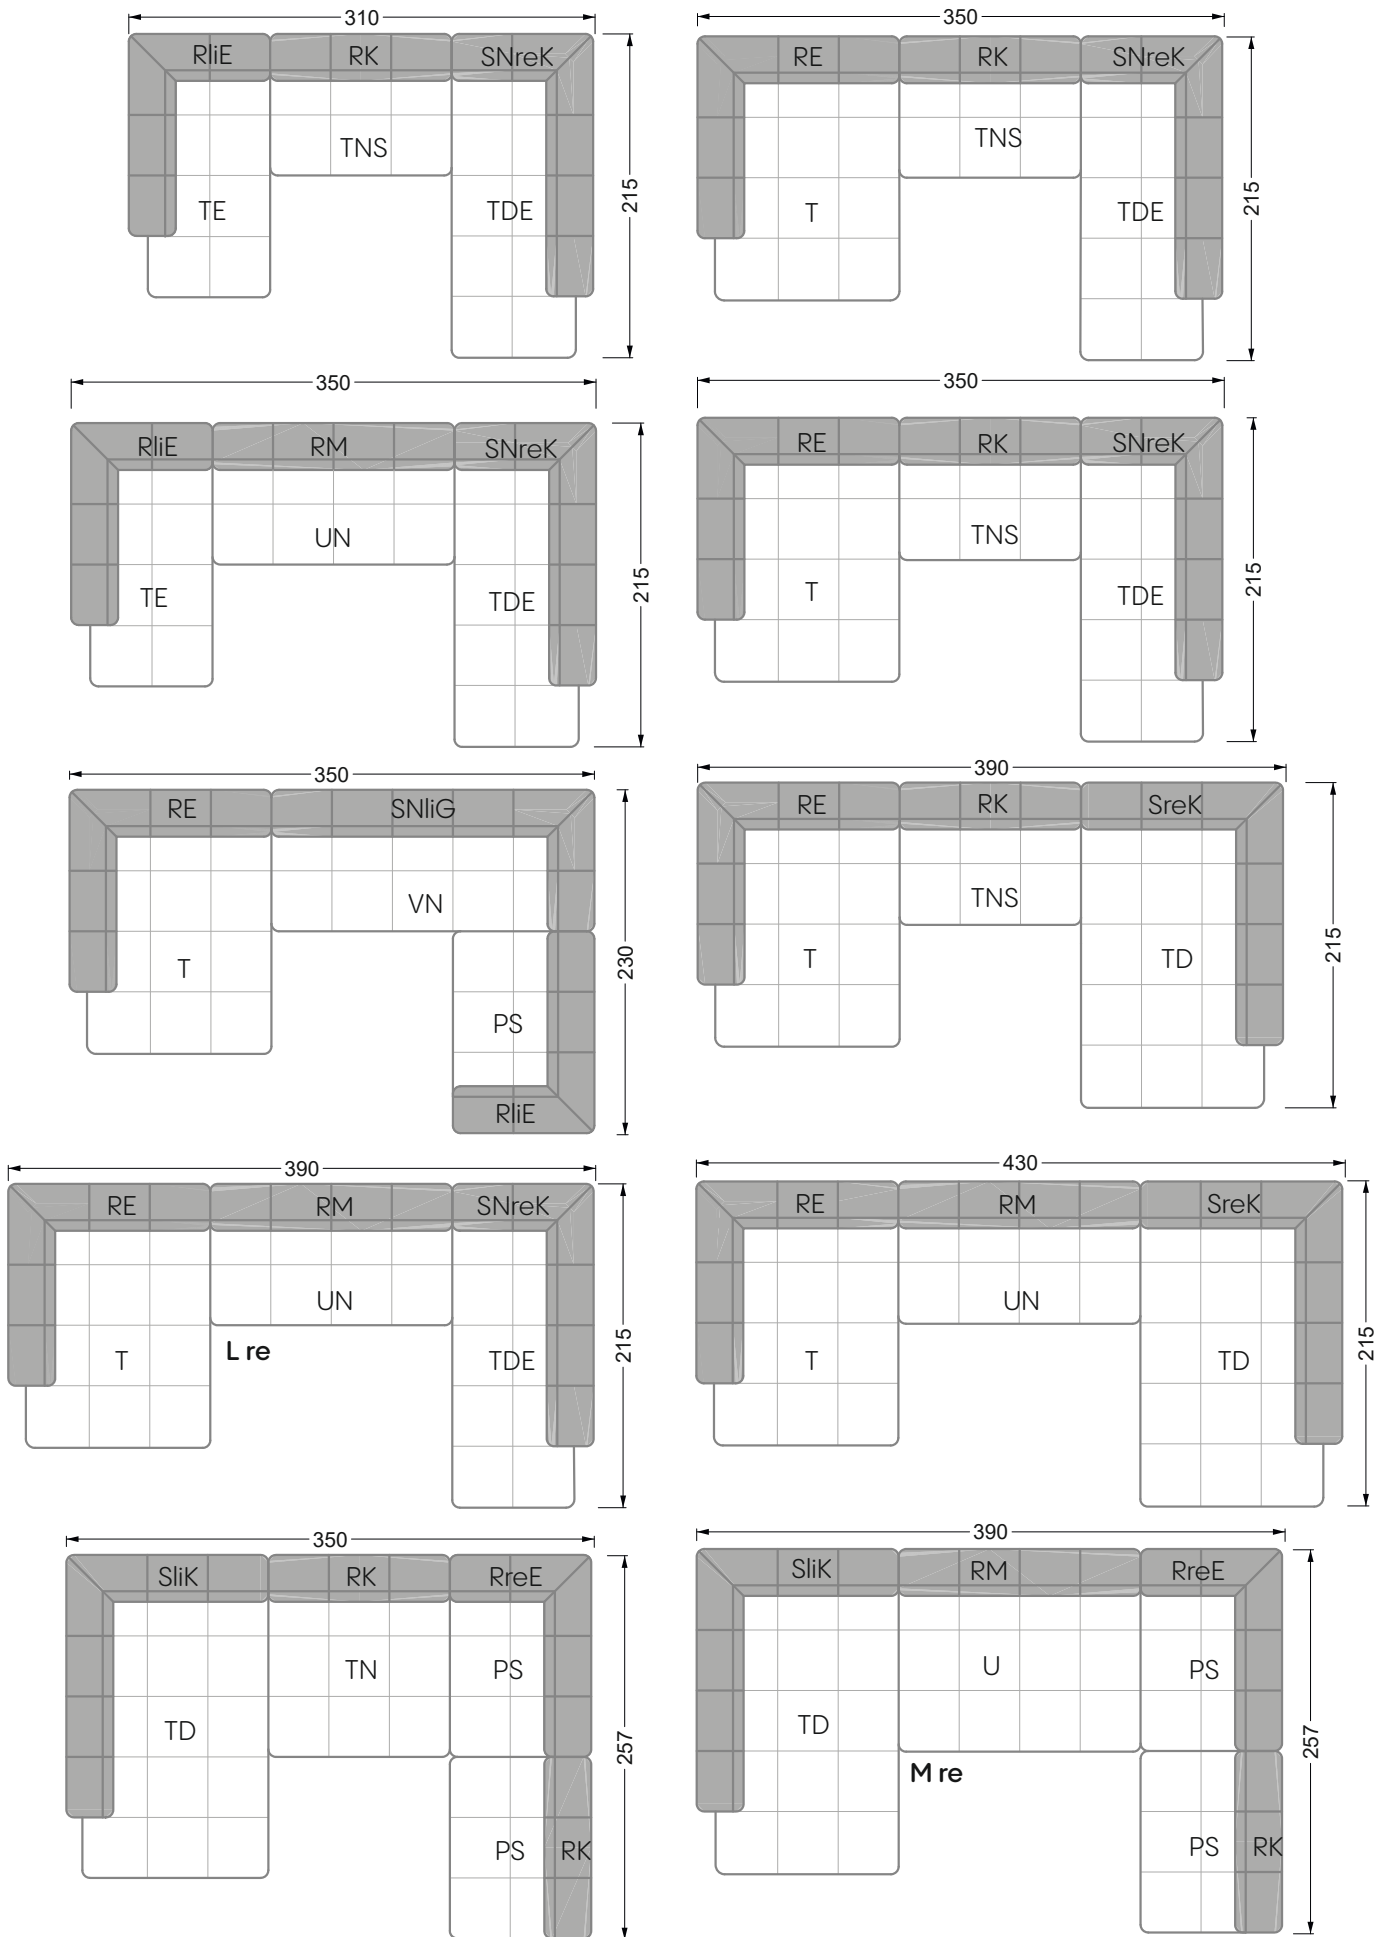 310
RliE RK SNreK
TNS
TE TDE
215
350
RE RK SNreK
TNS
T TDE
215
350
RliE RM SNreK
UN
TE TDE
215
350
RE RK SNreK
TNS
T TDE
215
350
RE SNliG
VN
T
PS
RliE
230
390
RE RK SreK
TNS
T TD
215
390
RE RM SNreK
UN
L re
T TDE
215
430
RE RM SreK
UN
T TD
215
350
SliK RK RreE
TN PS
TD
PS RK
257
390
SliK RM RreE
U PS
TD
M re
PS RK
257